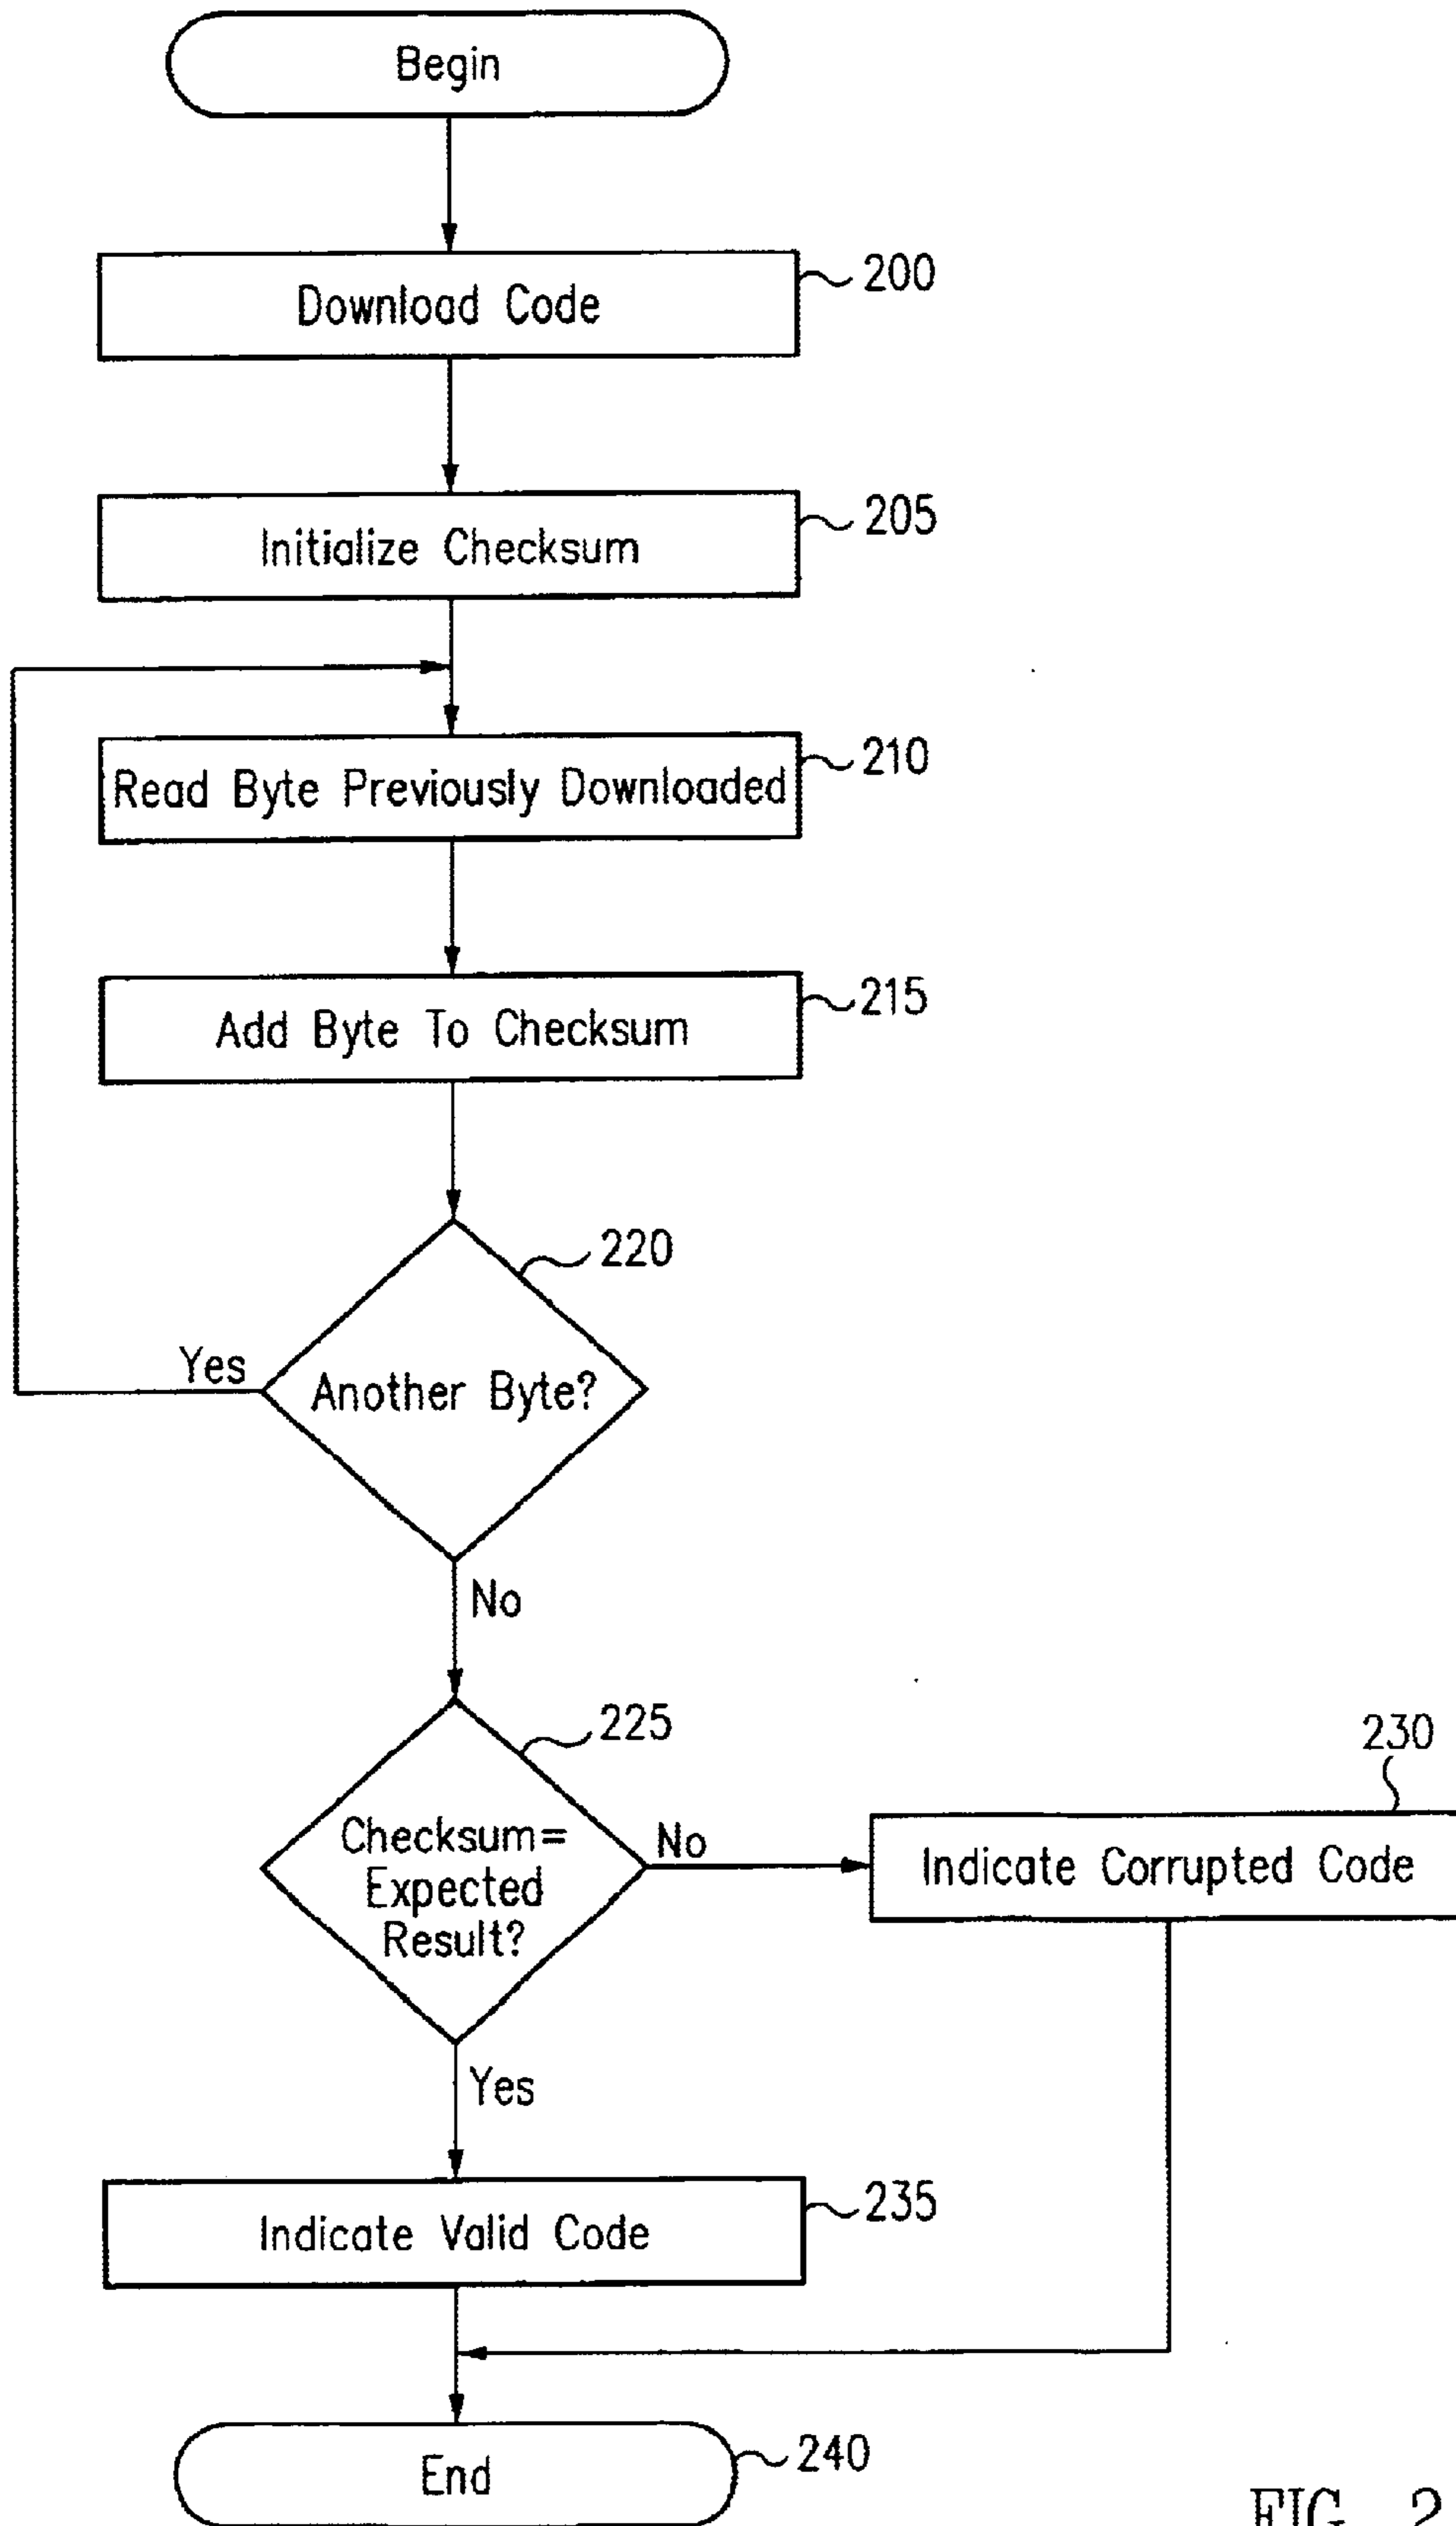 Begin
Download Code
200
Initialize Checksum
205
Read Byte Previously Downloaded
210
Add Byte To Checksum
215
220
Another Byte?
Yes
No
225
Checksum=
Expected
Result?
No
230
Indicate Corrupted Code
Yes
Indicate Valid Code
235
End
240
FIG. 2